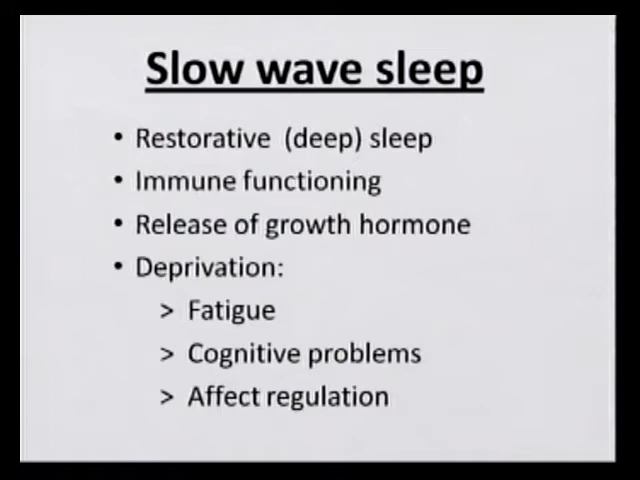 Slow wave sleep
• Restorative (deep) sleep
• Immune functioning
• Release of growth hormone
• Deprivation:
> Fatigue
> Cognitive problems
> Affect regulation